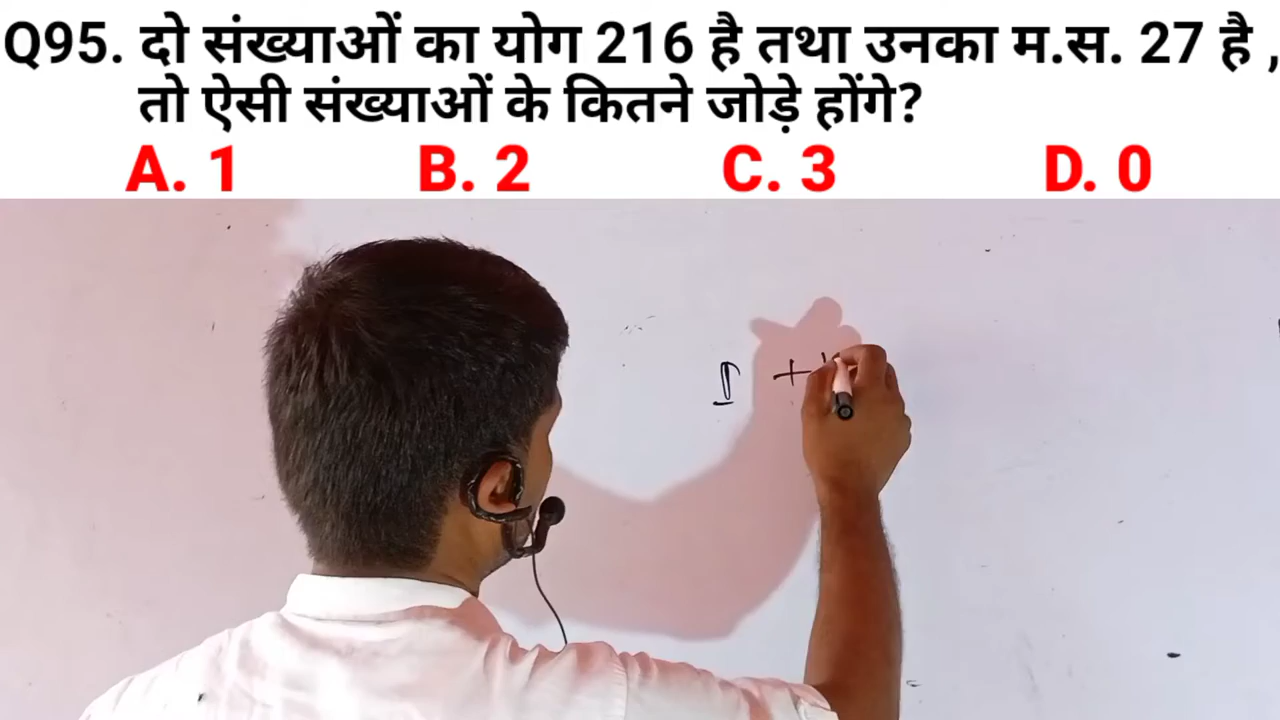 Q95. दो संख्याओं का योग 216 है तथा उनका म.स. 27 है ,
तो ऐसी संख्याओं के कितने जोड़े होंगे?
A. 1 B. 2 C. 3 D. 0
I +